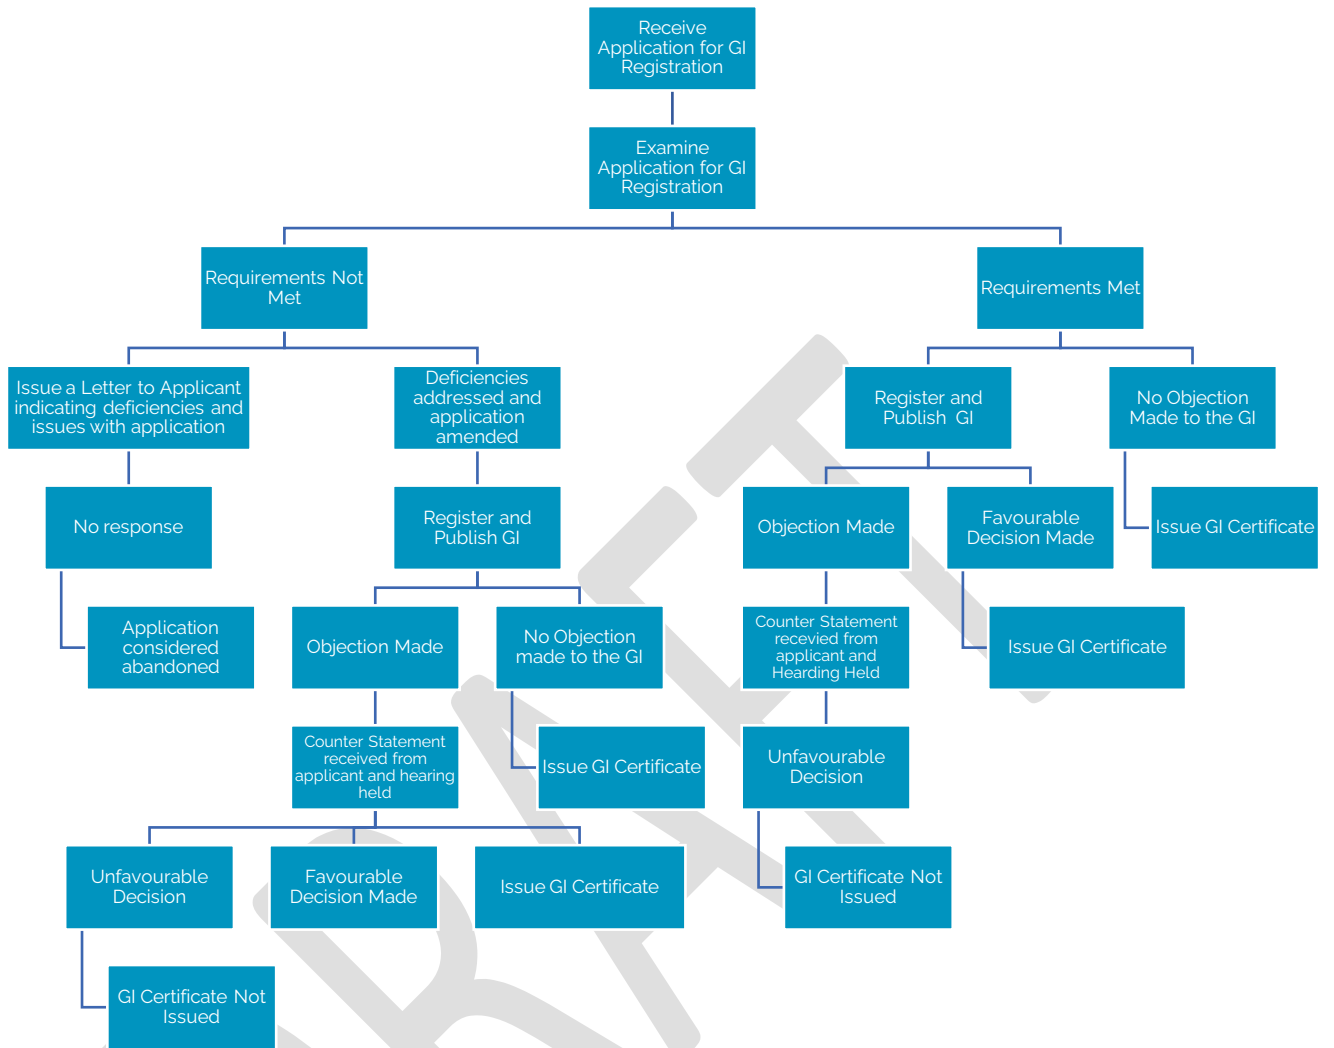 Receive
Application for GI
Registration
Examine
Application for GI
Registration
Requirements Not
Met
Requirements Met
Issue a Letter to Applicant
indicating deficiencies and
issues with application
Deficiencies
addressed and
application
amended
Register and
Publish GI
No Objection
Made to the GI
No response
Register and
Publish GI
Objection Made
Favourable
Decision Made
Issue GI Certificate
Application
considered
abandoned
Objection Made
No Objection
made to the GI
Counter Statement
recevied from
applicant and
Hearding Held
Issue GI Certificate
Counter Statement
received from
applicant and hearing
held
Issue GI Certificate
Unfavourable
Decision
Unfavourable
Decision
Favourable
Decision Made
Issue GI Certificate
GI Certificate Not
Issued
GI Certificate Not
Issued
DRAFT